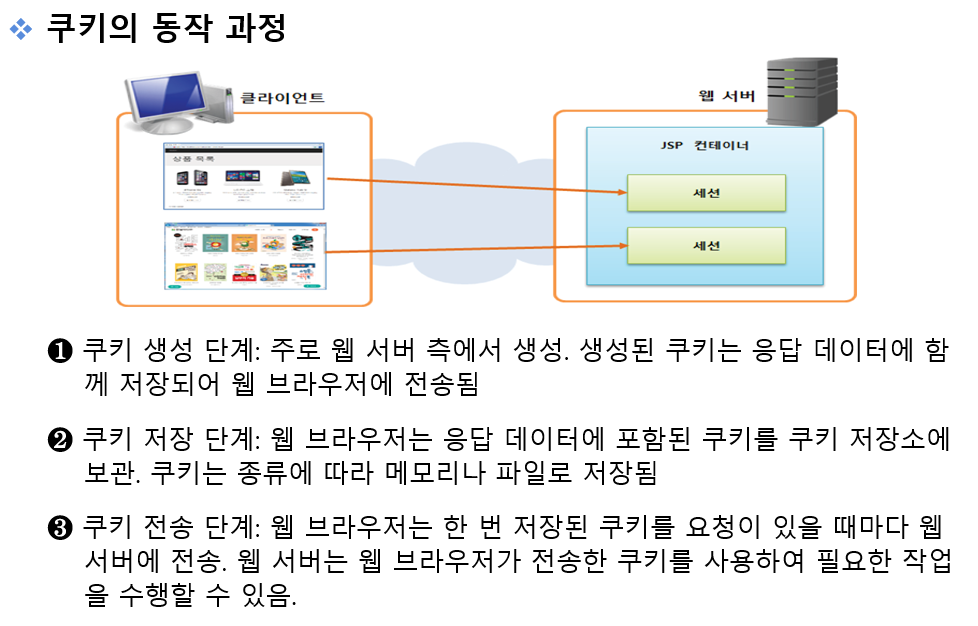 쿠키의 동작 과정
클라이언트
웹 서버
상품 목록
JSP 컨테이너
세션
세션
❶ 쿠키 생성 단계: 주로 웹 서버 측에서 생성. 생성된 쿠키는 응답 데이터에 함
께 저장되어 웹 브라우저에 전송됨
❷ 쿠키 저장 단계: 웹 브라우저는 응답 데이터에 포함된 쿠키를 쿠키 저장소에
보관. 쿠키는 종류에 따라 메모리나 파일로 저장됨
❸ 쿠키 전송 단계: 웹 브라우저는 한 번 저장된 쿠키를 요청이 있을 때마다 웹
서버에 전송. 웹 서버는 웹 브라우저가 전송한 쿠키를 사용하여 필요한 작업
을 수행할 수 있음.